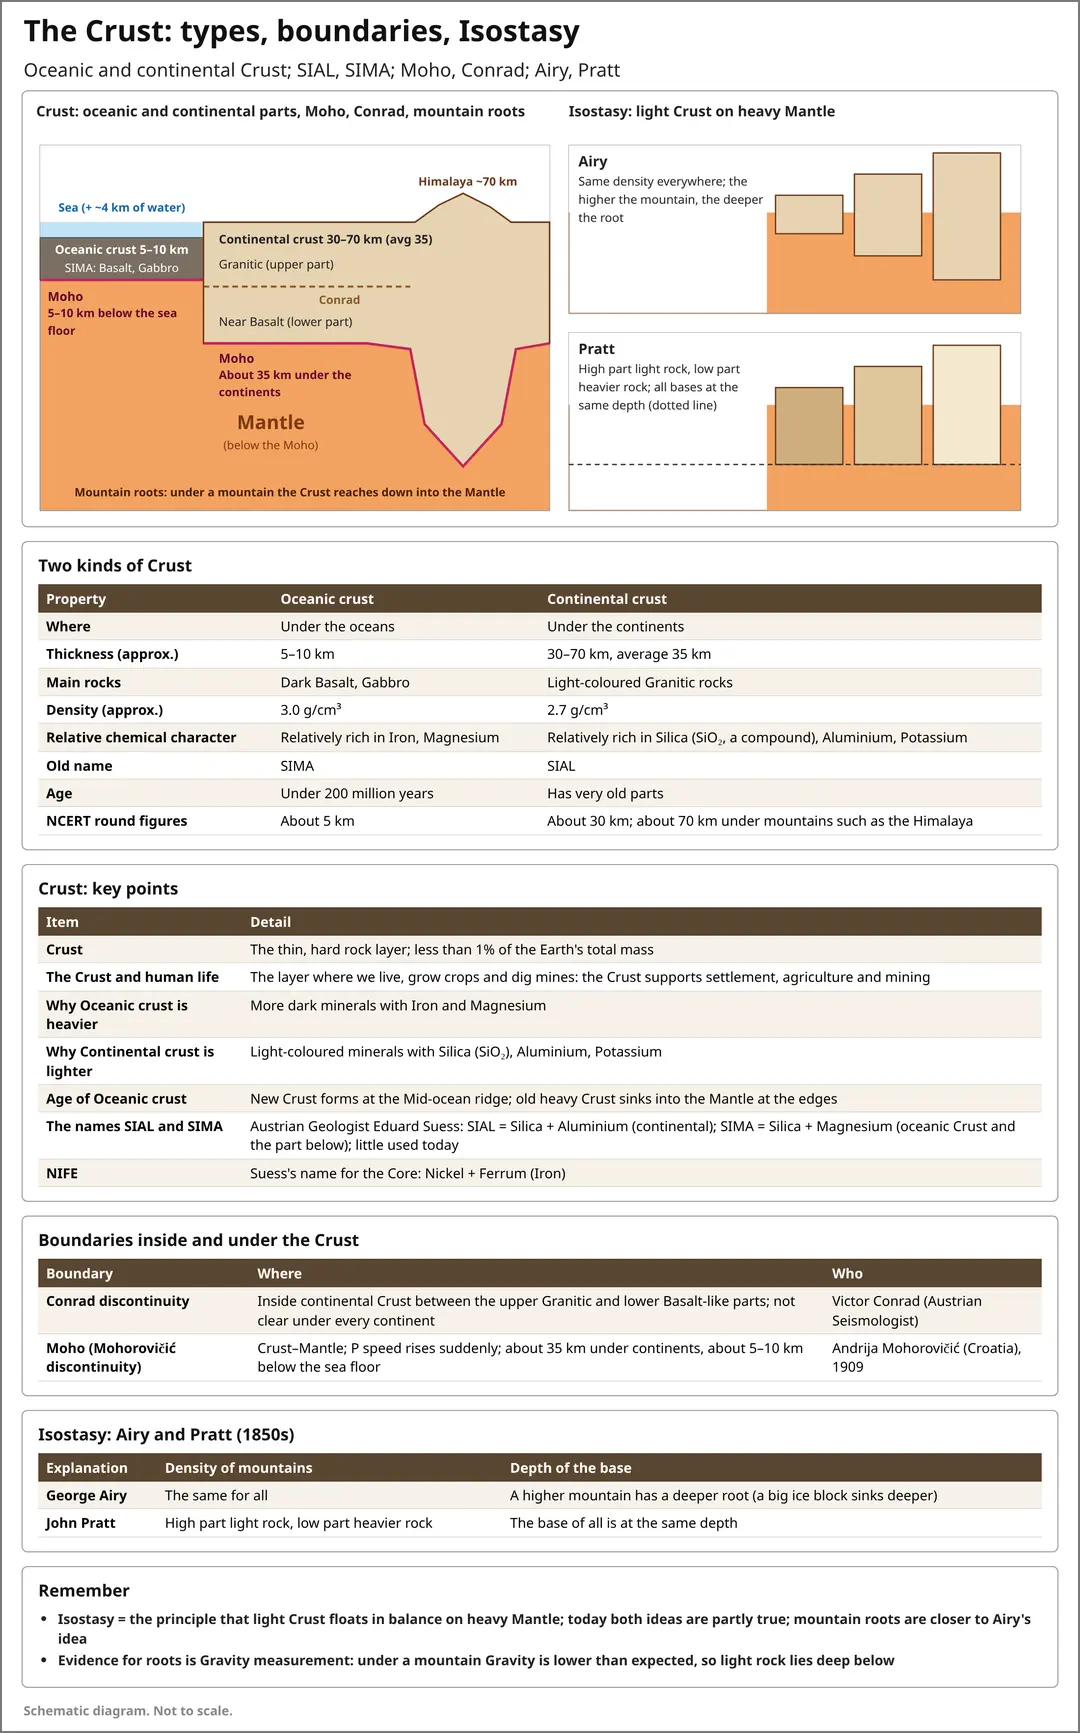 The Crust: types, boundaries, Isostasy
Oceanic and continental Crust; SIAL, SIMA; Moho, Conrad; Airy, Pratt
Crust: oceanic and continental parts, Moho, Conrad, mountain roots
Himalaya ~70 km
Sea (+ ~4 km of water)
Oceanic crust 5–10 km
SIMA: Basalt, Gabbro
Continental crust 30–70 km (avg 35)
Granitic (upper part)
Conrad
Near Basalt (lower part)
Moho
5–10 km below the sea
floor
Moho
About 35 km under the
continents
Mantle
(below the Moho)
Mountain roots: under a mountain the Crust reaches down into the Mantle
Isostasy: light Crust on heavy Mantle
Airy
Same density everywhere; the
higher the mountain, the deeper
the root
Pratt
High part light rock, low part
heavier rock; all bases at the
same depth (dotted line)
Two kinds of Crust
Property Oceanic crust Continental crust
Where Under the oceans Under the continents
Thickness (approx.) 5–10 km 30–70 km, average 35 km
Main rocks Dark Basalt, Gabbro Light-coloured Granitic rocks
Density (approx.) 3.0 g/cm³ 2.7 g/cm³
Relative chemical character Relatively rich in Iron, Magnesium Relatively rich in Silica (SiO₂, a compound), Aluminium, Potassium
Old name SIMA SIAL
Age Under 200 million years Has very old parts
NCERT round figures About 5 km About 30 km; about 70 km under mountains such as the Himalaya
Crust: key points
Item Detail
Crust The thin, hard rock layer; less than 1% of the Earth's total mass
The Crust and human life The layer where we live, grow crops and dig mines: the Crust supports settlement, agriculture and mining
Why Oceanic crust is More dark minerals with Iron and Magnesium
heavier
Why Continental crust is Light-coloured minerals with Silica (SiO₂), Aluminium, Potassium
lighter
Age of Oceanic crust New Crust forms at the Mid-ocean ridge; old heavy Crust sinks into the Mantle at the edges
The names SIAL and SIMA Austrian Geologist Eduard Suess: SIAL = Silica + Aluminium (continental); SIMA = Silica + Magnesium (oceanic Crust and
the part below); little used today
NIFE Suess's name for the Core: Nickel + Ferrum (Iron)
Boundaries inside and under the Crust
Boundary Where Who
Conrad discontinuity Inside continental Crust between the upper Granitic and lower Basalt-like parts; not Victor Conrad (Austrian
clear under every continent Seismologist)
Moho (Mohorovičić Crust–Mantle; P speed rises suddenly; about 35 km under continents, about 5–10 km Andrija Mohorovičić (Croatia),
discontinuity) below the sea floor 1909
Isostasy: Airy and Pratt (1850s)
Explanation Density of mountains Depth of the base
George Airy The same for all A higher mountain has a deeper root (a big ice block sinks deeper)
John Pratt High part light rock, low part heavier rock The base of all is at the same depth
Remember
• Isostasy = the principle that light Crust floats in balance on heavy Mantle; today both ideas are partly true; mountain roots are closer to Airy's
idea
• Evidence for roots is Gravity measurement: under a mountain Gravity is lower than expected, so light rock lies deep below
Schematic diagram. Not to scale.